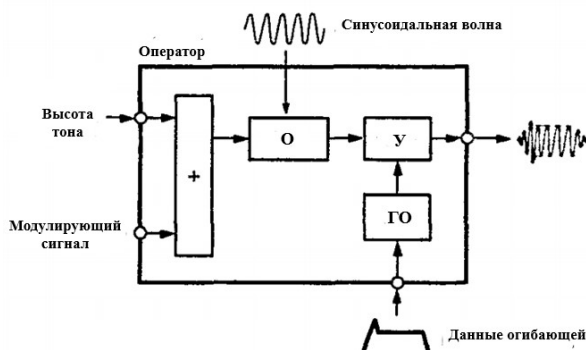 Синусоидальная волна
Оператор
Высота
тона
О
У
+
ГО
Модулирующий
сигнал
Данные огибающей